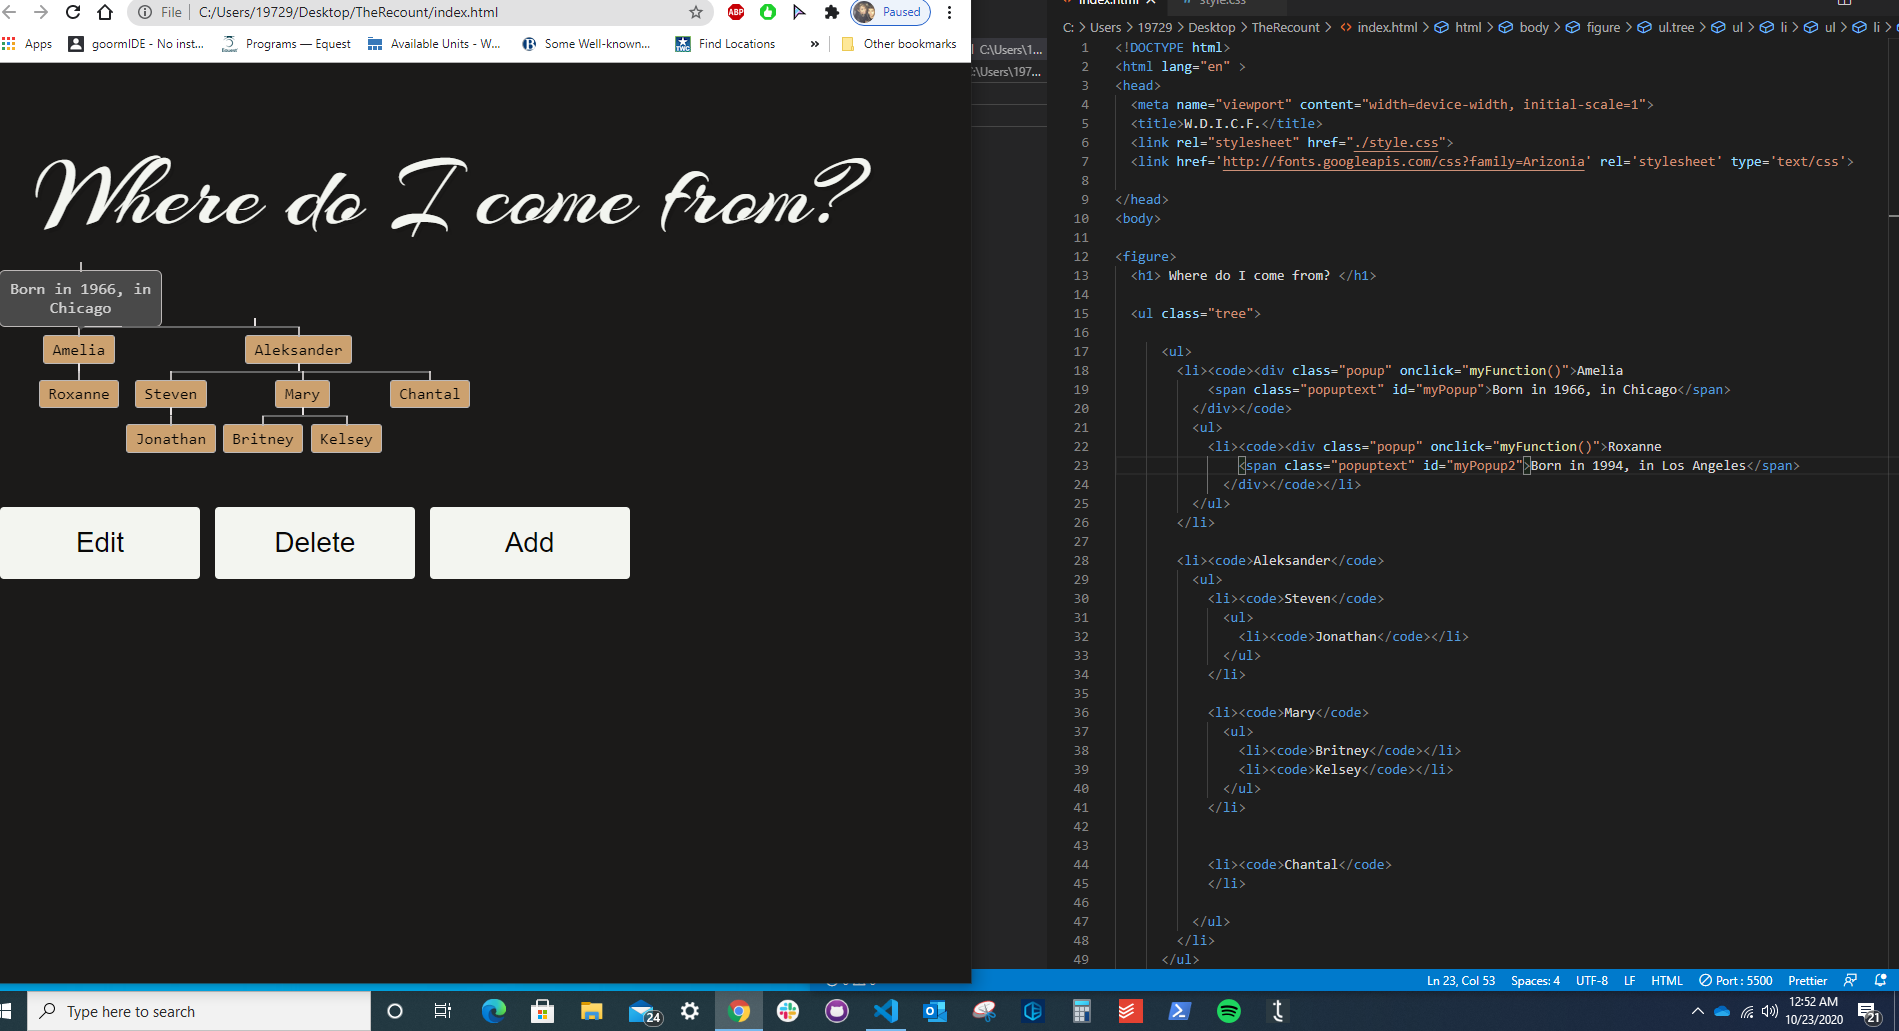 File C:/Users/19729/Desktop/TheRecount/index.html Paused
Apps goormIDE - No inst... Programs — Equest Available Units - W... Some Well-known... Find Locations » Other bookmarks
Where do I come from?
Born in 1966, in
Chicago
Amelia Aleksander
Roxanne Steven Mary Chantal
Jonathan Britney Kelsey
Edit Delete Add
C:\Users\1...
:\Users\197...
index.html style.css
C: > Users > 19729 > Desktop > TheRecount > index.html > html > body > figure > ul.tree > ul > li > ul > li >
1 <!DOCTYPE html>
2 <html lang="en" >
3 <head>
4 <meta name="viewport" content="width=device-width, initial-scale=1">
5 <title>W.D.I.C.F.</title>
6 <link rel="stylesheet" href="./style.css">
7 <link href='http://fonts.googleapis.com/css?family=Arizonia' rel='stylesheet' type='text/css'>
8
9 </head>
10 <body>
11
12 <figure>
13 <h1> Where do I come from? </h1>
14
15 <ul class="tree">
16
17 <ul>
18 <li><code><div class="popup" onclick="myFunction()">Amelia
19 <span class="popuptext" id="myPopup">Born in 1966, in Chicago</span>
20 </div></code>
21 <ul>
22 <li><code><div class="popup" onclick="myFunction()">Roxanne
23 <span class="popuptext" id="myPopup2">Born in 1994, in Los Angeles</span>
24 </div></code></li>
25 </ul>
26 </li>
27
28 <li><code>Aleksander</code>
29 <ul>
30 <li><code>Steven</code>
31 <ul>
32 <li><code>Jonathan</code></li>
33 </ul>
34 </li>
35
36 <li><code>Mary</code>
37 <ul>
38 <li><code>Britney</code></li>
39 <li><code>Kelsey</code></li>
40 </ul>
41 </li>
42
43
44 <li><code>Chantal</code>
45 </li>
46
47 </ul>
48 </li>
49 </ul>
Ln 23, Col 53 Spaces: 4 UTF-8 LF HTML Port : 5500 Prettier
Type here to search
24
12:52 AM
10/23/2020
21